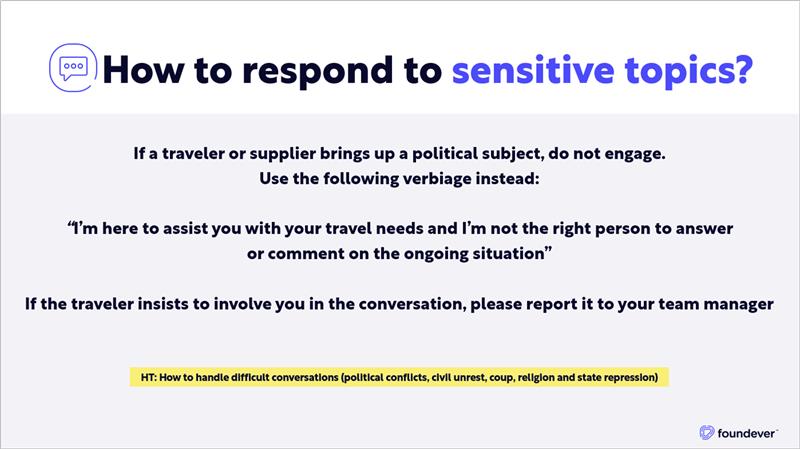 How to respond to sensitive topics?
If a traveler or supplier brings up a political subject, do not engage.
Use the following verbiage instead:
“I’m here to assist you with your travel needs and I’m not the right person to answer
or comment on the ongoing situation”
If the traveler insists to involve you in the conversation, please report it to your team manager
HT: How to handle difficult conversations (political conflicts, civil unrest, coup, religion and state repression)
foundever™